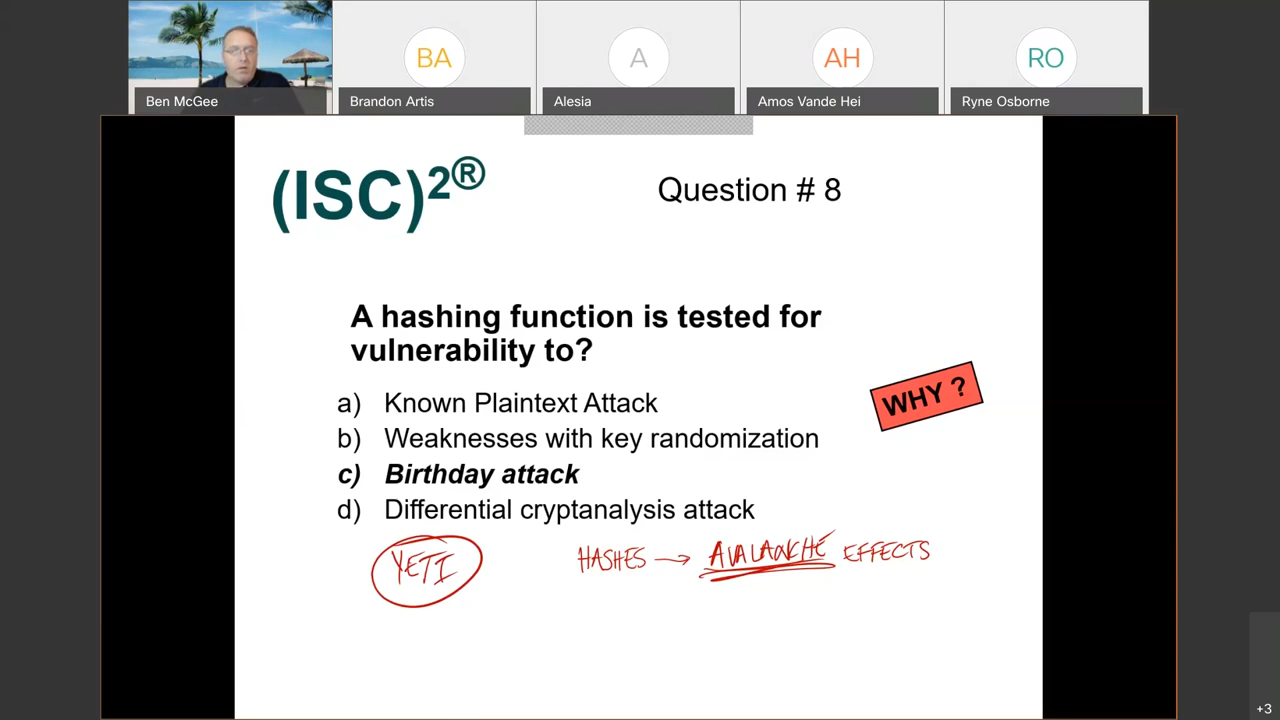 BA
A
AH
RO
Ben McGee
Brandon Artis
Alesia
Amos Vande Hei
Ryne Osborne
(ISC)²®
Question # 8
A hashing function is tested for
vulnerability to?
WHY ?
a) Known Plaintext Attack
b) Weaknesses with key randomization
c) Birthday attack
d) Differential cryptanalysis attack
YETI
HASHES → AVALANCHE EFFECTS
+3